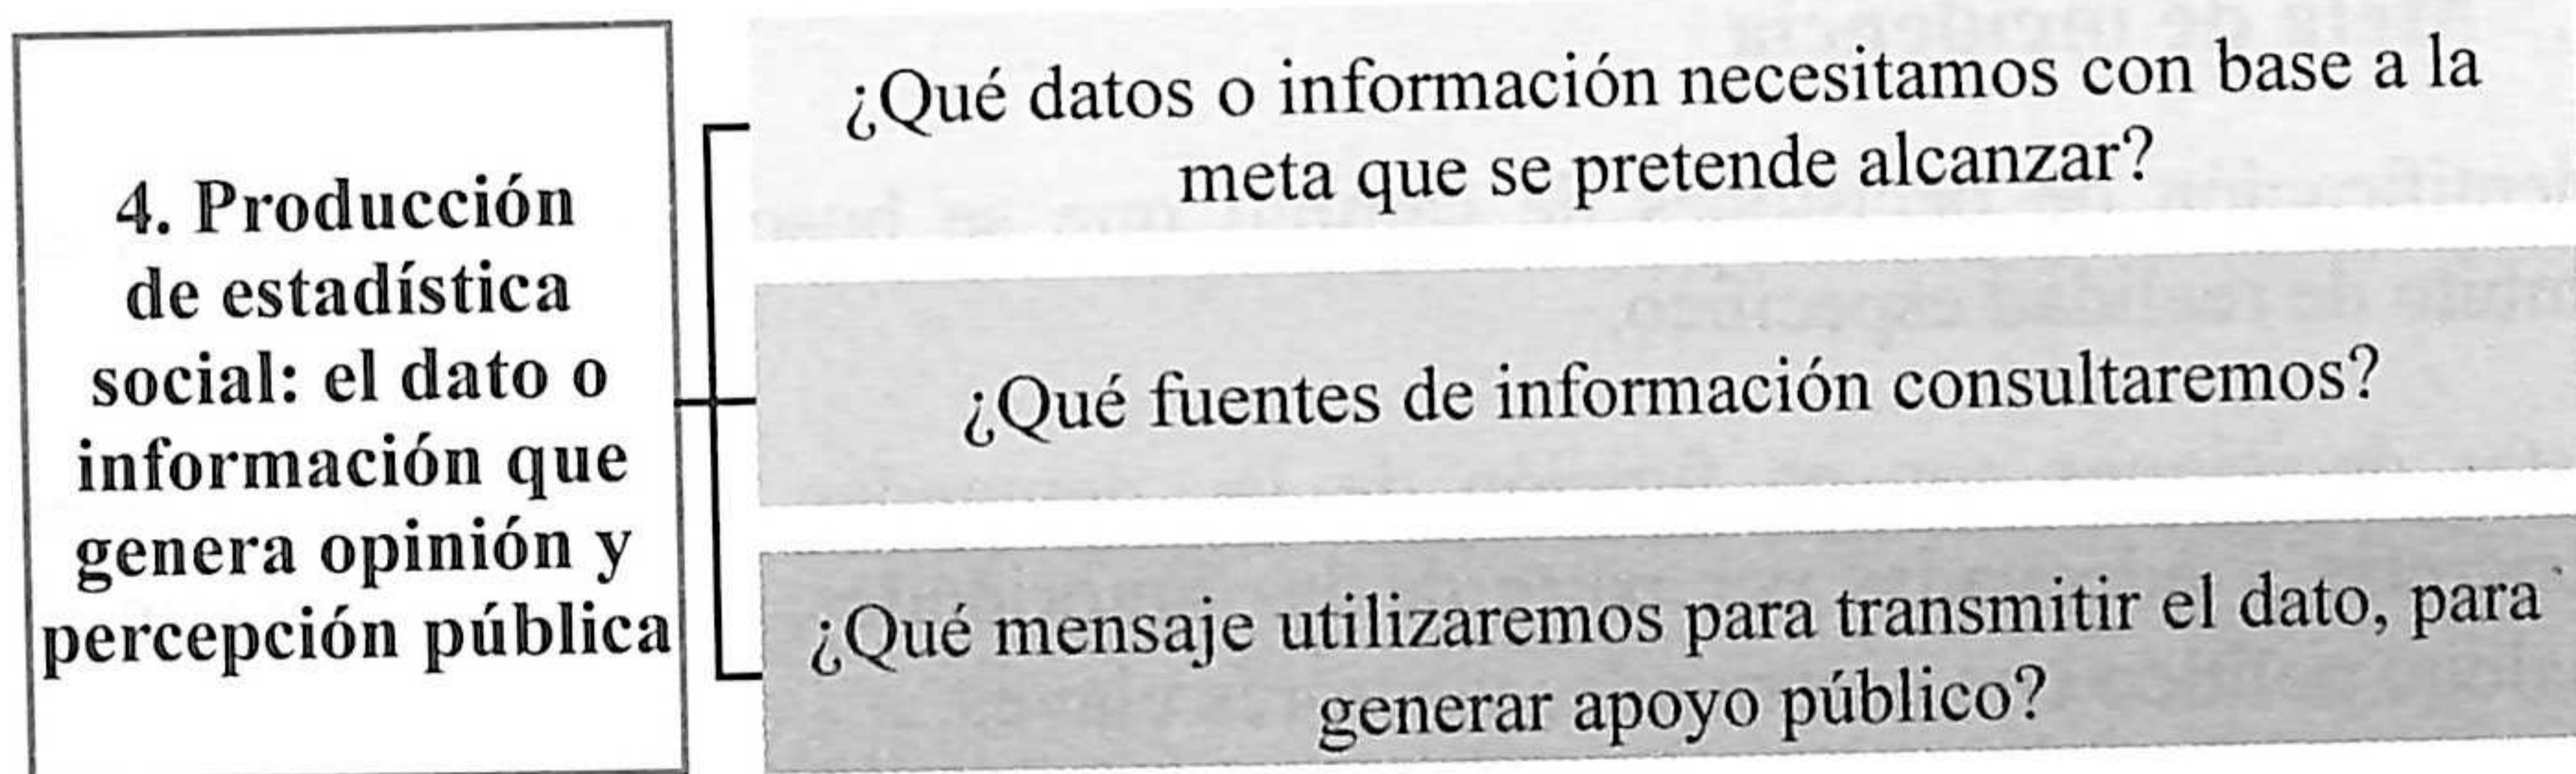 4. Producción
de estadística
social: el dato o
información que
genera opinión y
percepción pública
¿Qué datos o información necesitamos con base a la
meta que se pretende alcanzar?
¿Qué fuentes de información consultaremos?
¿Qué mensaje utilizaremos para transmitir el dato, para
generar apoyo público?